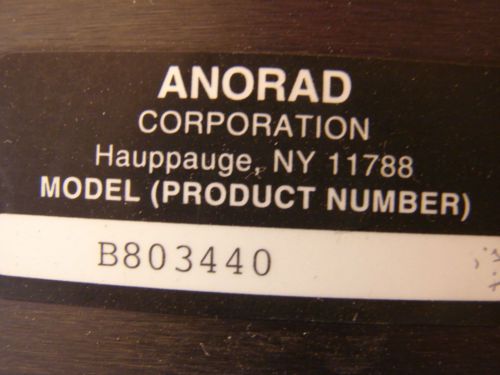 ANORAD
CORPORATION
Hauppauge, NY 11788
MODEL (PRODUCT NUMBER)
B803440